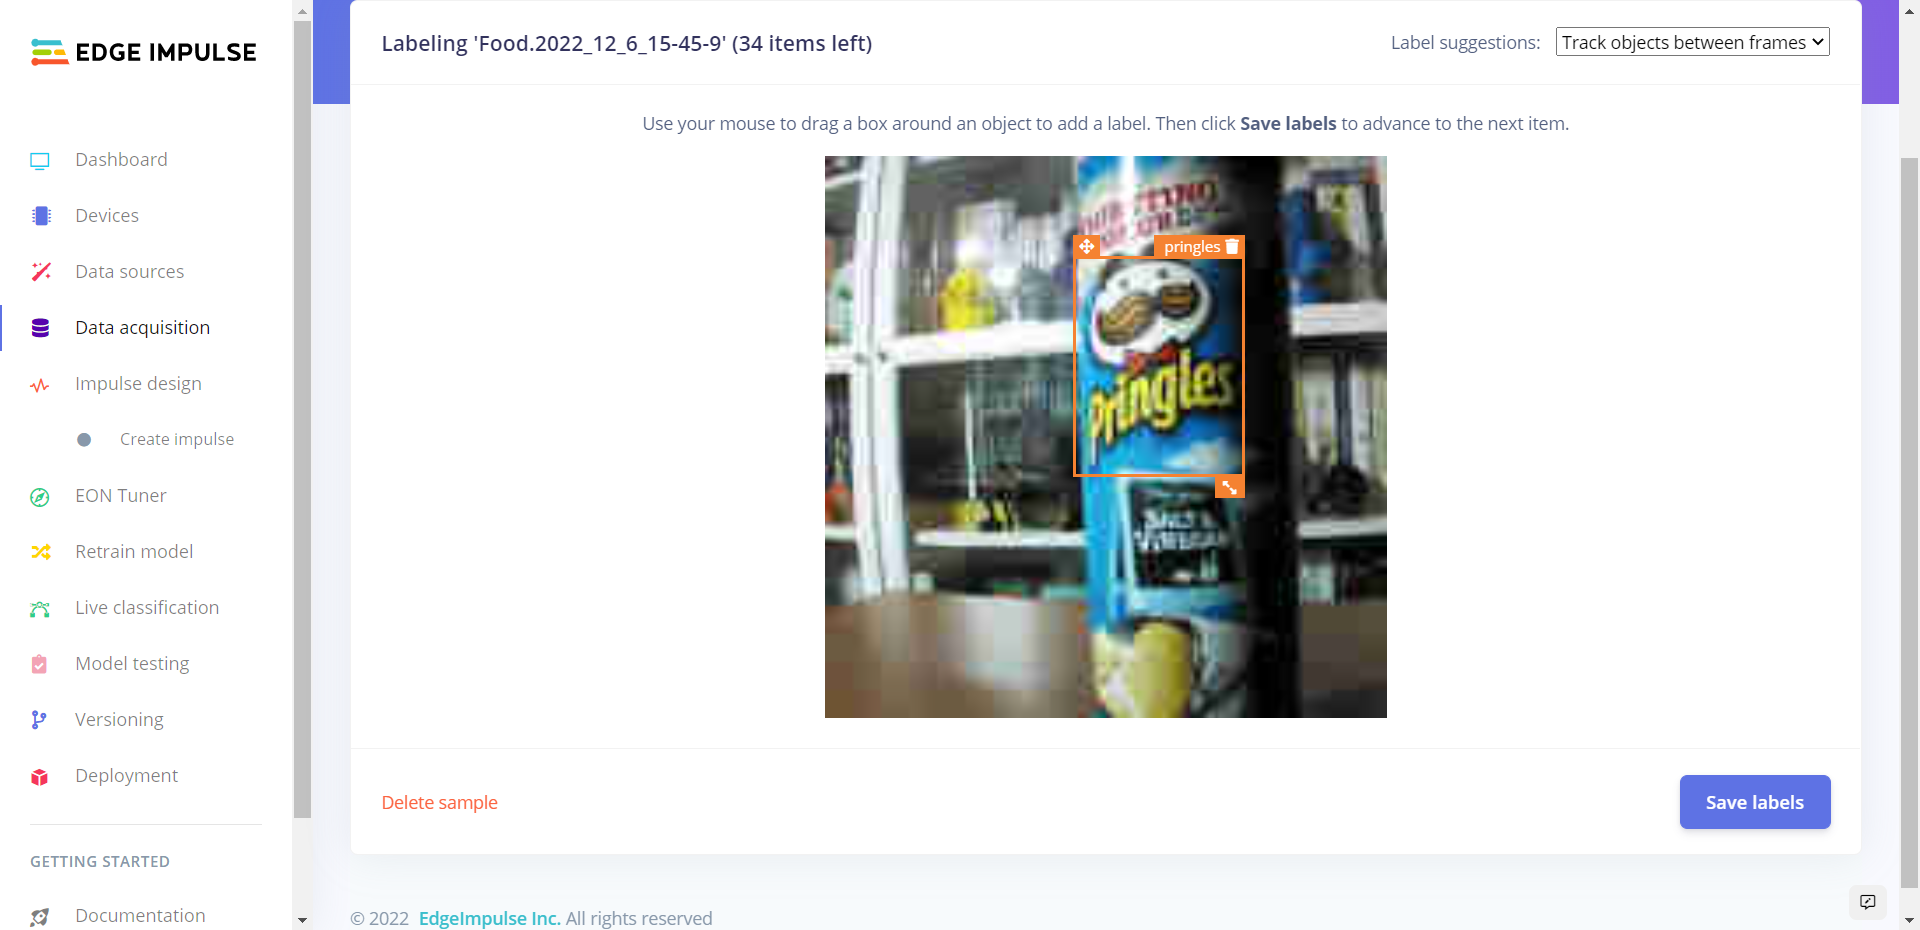 EDGE IMPULSE
Dashboard
Devices
Data sources
Data acquisition
Impulse design
Create impulse
EON Tuner
Retrain model
Live classification
Model testing
Versioning
Deployment
GETTING STARTED
Documentation
Labeling 'Food.2022_12_6_15-45-9' (34 items left)
Label suggestions: Track objects between frames
Use your mouse to drag a box around an object to add a label. Then click Save labels to advance to the next item.
pringles
Pringles
SALT &
VINEGAR
Delete sample
Save labels
© 2022 EdgeImpulse Inc. All rights reserved